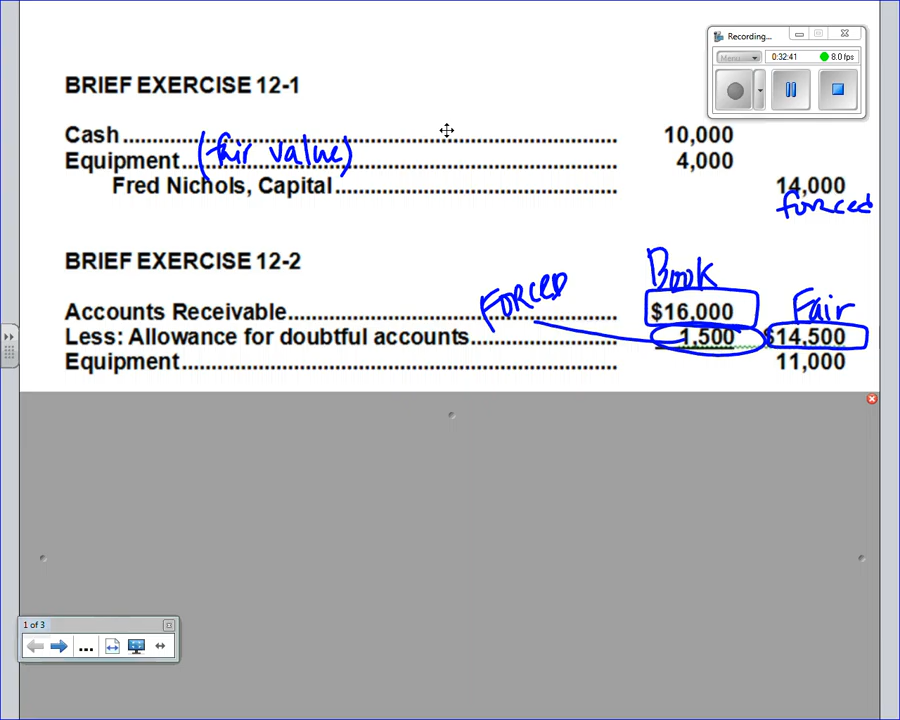 Recording...
Menu
0:32:41
8.0 fps
BRIEF EXERCISE 12-1
Cash 10,000
(fair value)
Equipment 4,000
Fred Nichols, Capital 14,000
forced
BRIEF EXERCISE 12-2
Book
FORCED
Fair
Accounts Receivable $16,000
Less: Allowance for doubtful accounts 1,500 $14,500
Equipment 11,000
1 of 3